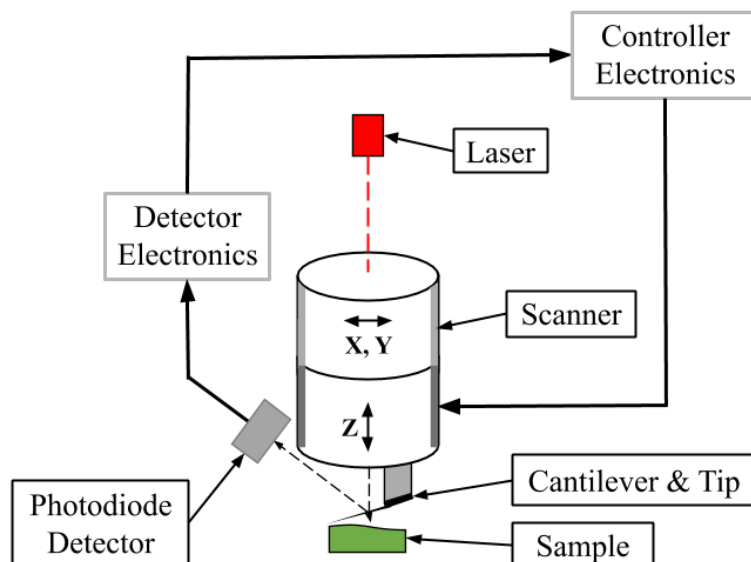 Controller
Electronics
Laser
Detector
Electronics
Scanner
X, Y
Z
Cantilever & Tip
Photodiode
Detector
Sample